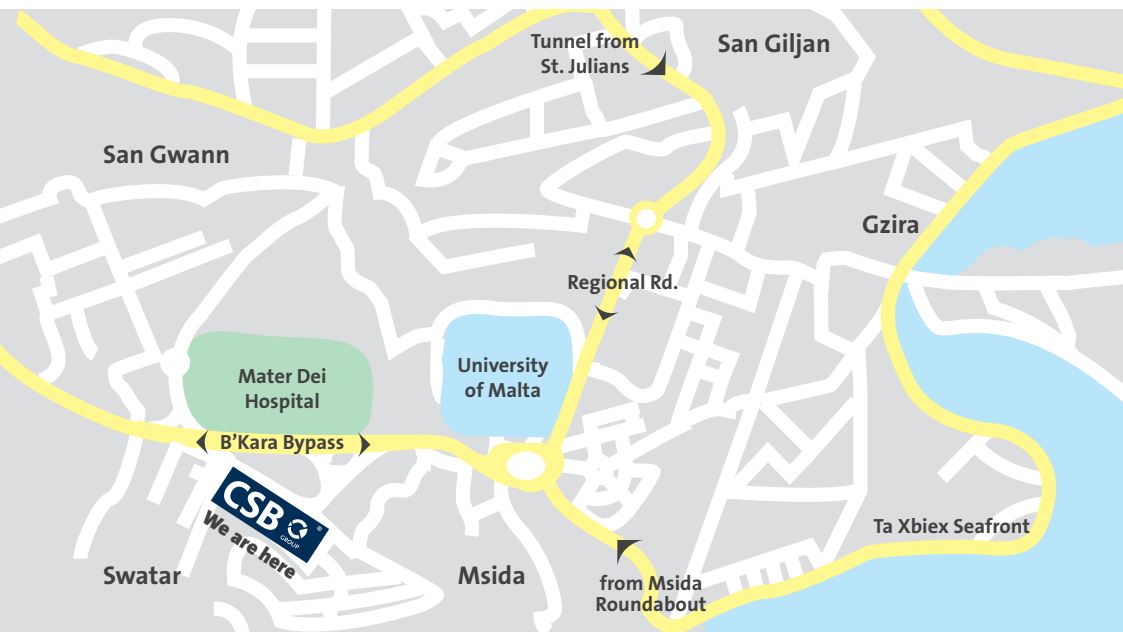 Tunnel from
St. Julians
San Giljan
San Gwann
Gzira
Regional Rd.
University
of Malta
Mater Dei
Hospital
B’Kara Bypass
CSB
GROUP
®
We are here
Ta Xbiex Seafront
Swatar
Msida
from Msida
Roundabout